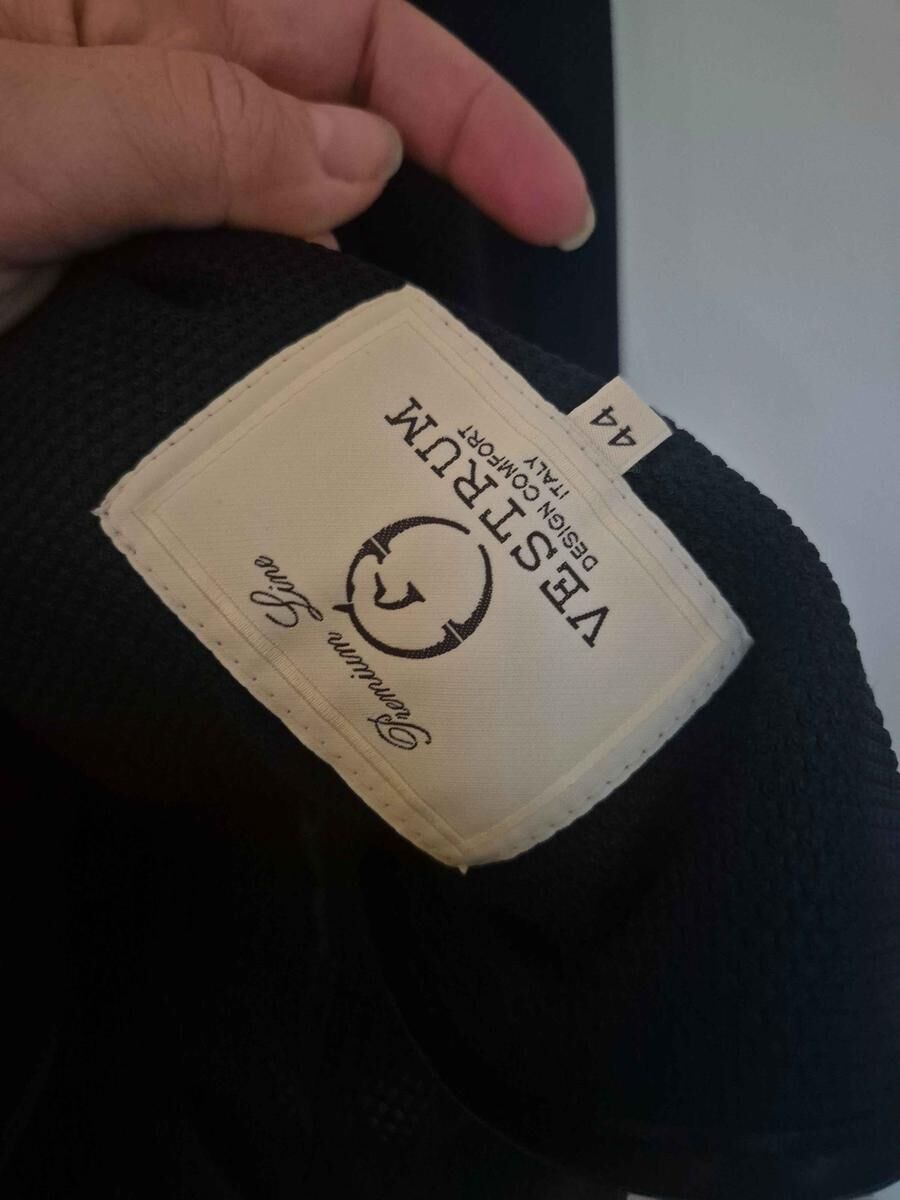 Premium Line
VESTRUM
DESIGN COMFORT
ITALY
44